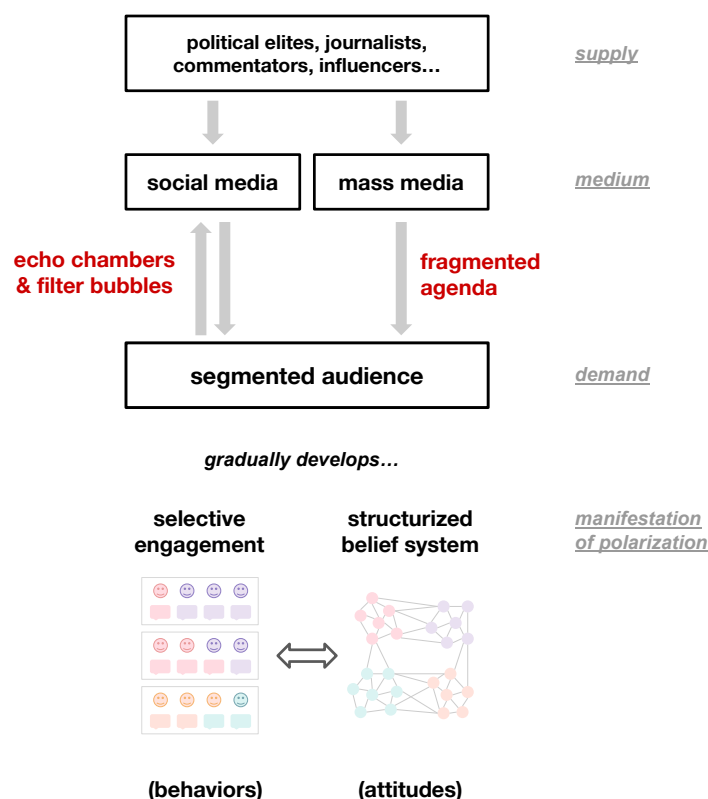 political elites, journalists,
commentators, influencers…
supply
social media
mass media
medium
echo chambers
& filter bubbles
fragmented
agenda
segmented audience
demand
gradually develops…
selective
engagement
structurized
belief system
manifestation
of polarization
(behaviors)
(attitudes)